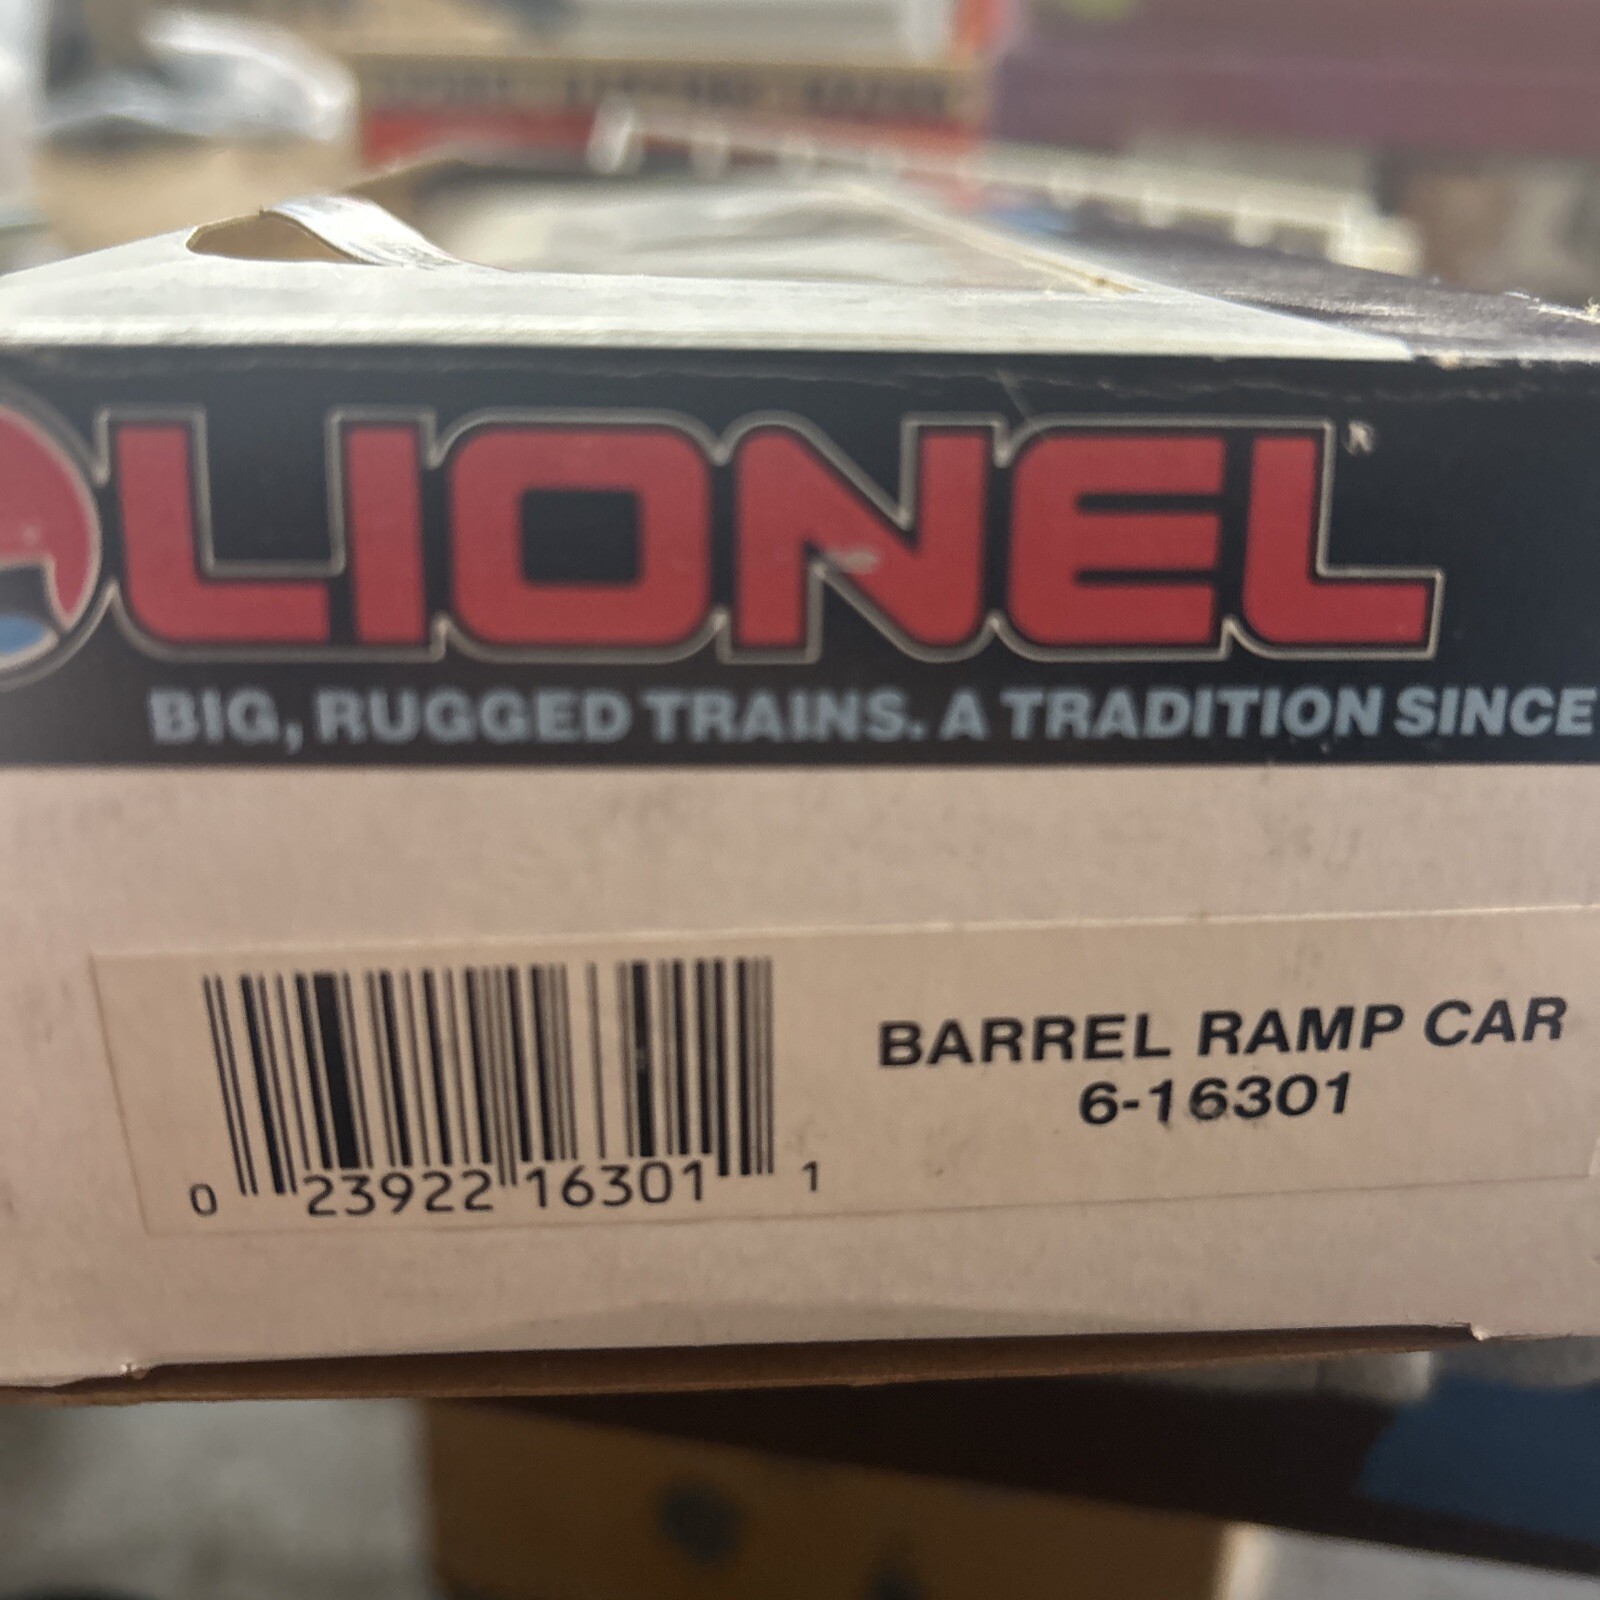 LIONEL
BIG, RUGGED TRAINS. A TRADITION SINCE
BARREL RAMP CAR
6-16301
0 23922 16301 1